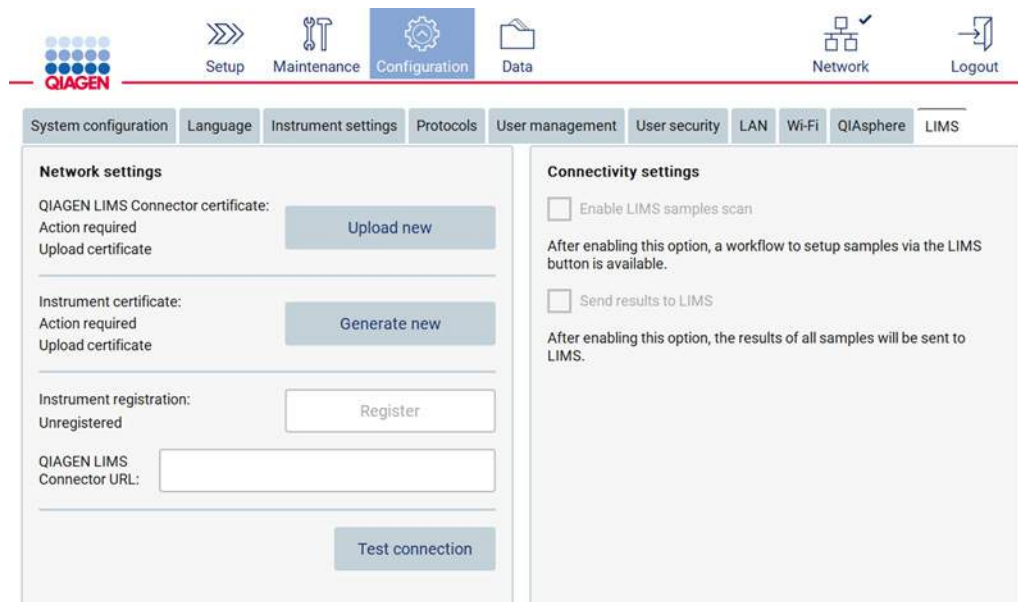 QIAGEN
Setup
Maintenance
Configuration
Data
Network
Logout
System configuration
Language
Instrument settings
Protocols
User management
User security
LAN
Wi-Fi
QIAsphere
LIMS
Network settings
QIAGEN LIMS Connector certificate:
Action required
Upload certificate
Upload new
Instrument certificate:
Action required
Upload certificate
Generate new
Instrument registration:
Unregistered
Register
QIAGEN LIMS
Connector URL:
Test connection
Connectivity settings
Enable LIMS samples scan
After enabling this option, a workflow to setup samples via the LIMS
button is available.
Send results to LIMS
After enabling this option, the results of all samples will be sent to
LIMS.